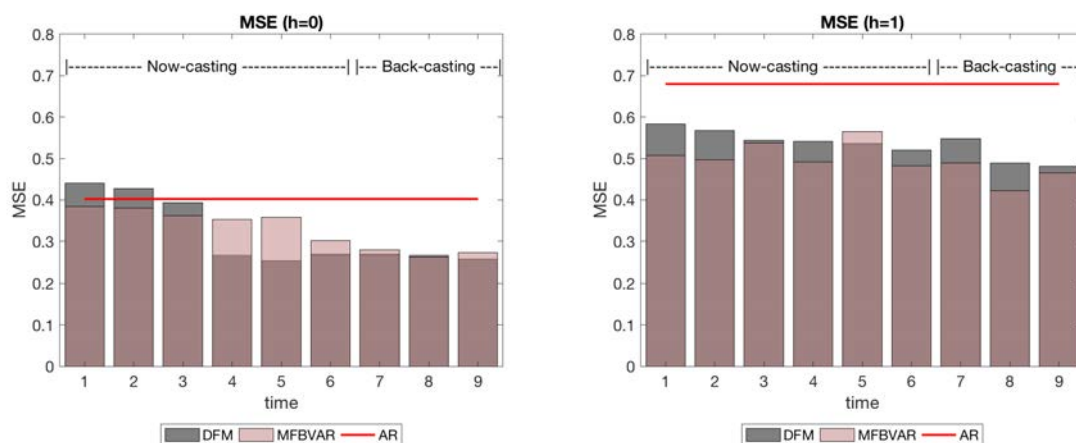 MSE (h=0)
0.8
0.7
0.6
0.5
0.4
0.3
0.2
0.1
0
MSE
Now-casting
Back-casting
1 2 3 4 5 6 7 8 9
time
DFM MFBVAR AR
MSE (h=1)
0.8
0.7
0.6
0.5
0.4
0.3
0.2
0.1
0
MSE
Now-casting
Back-casting
1 2 3 4 5 6 7 8 9
time
DFM MFBVAR AR